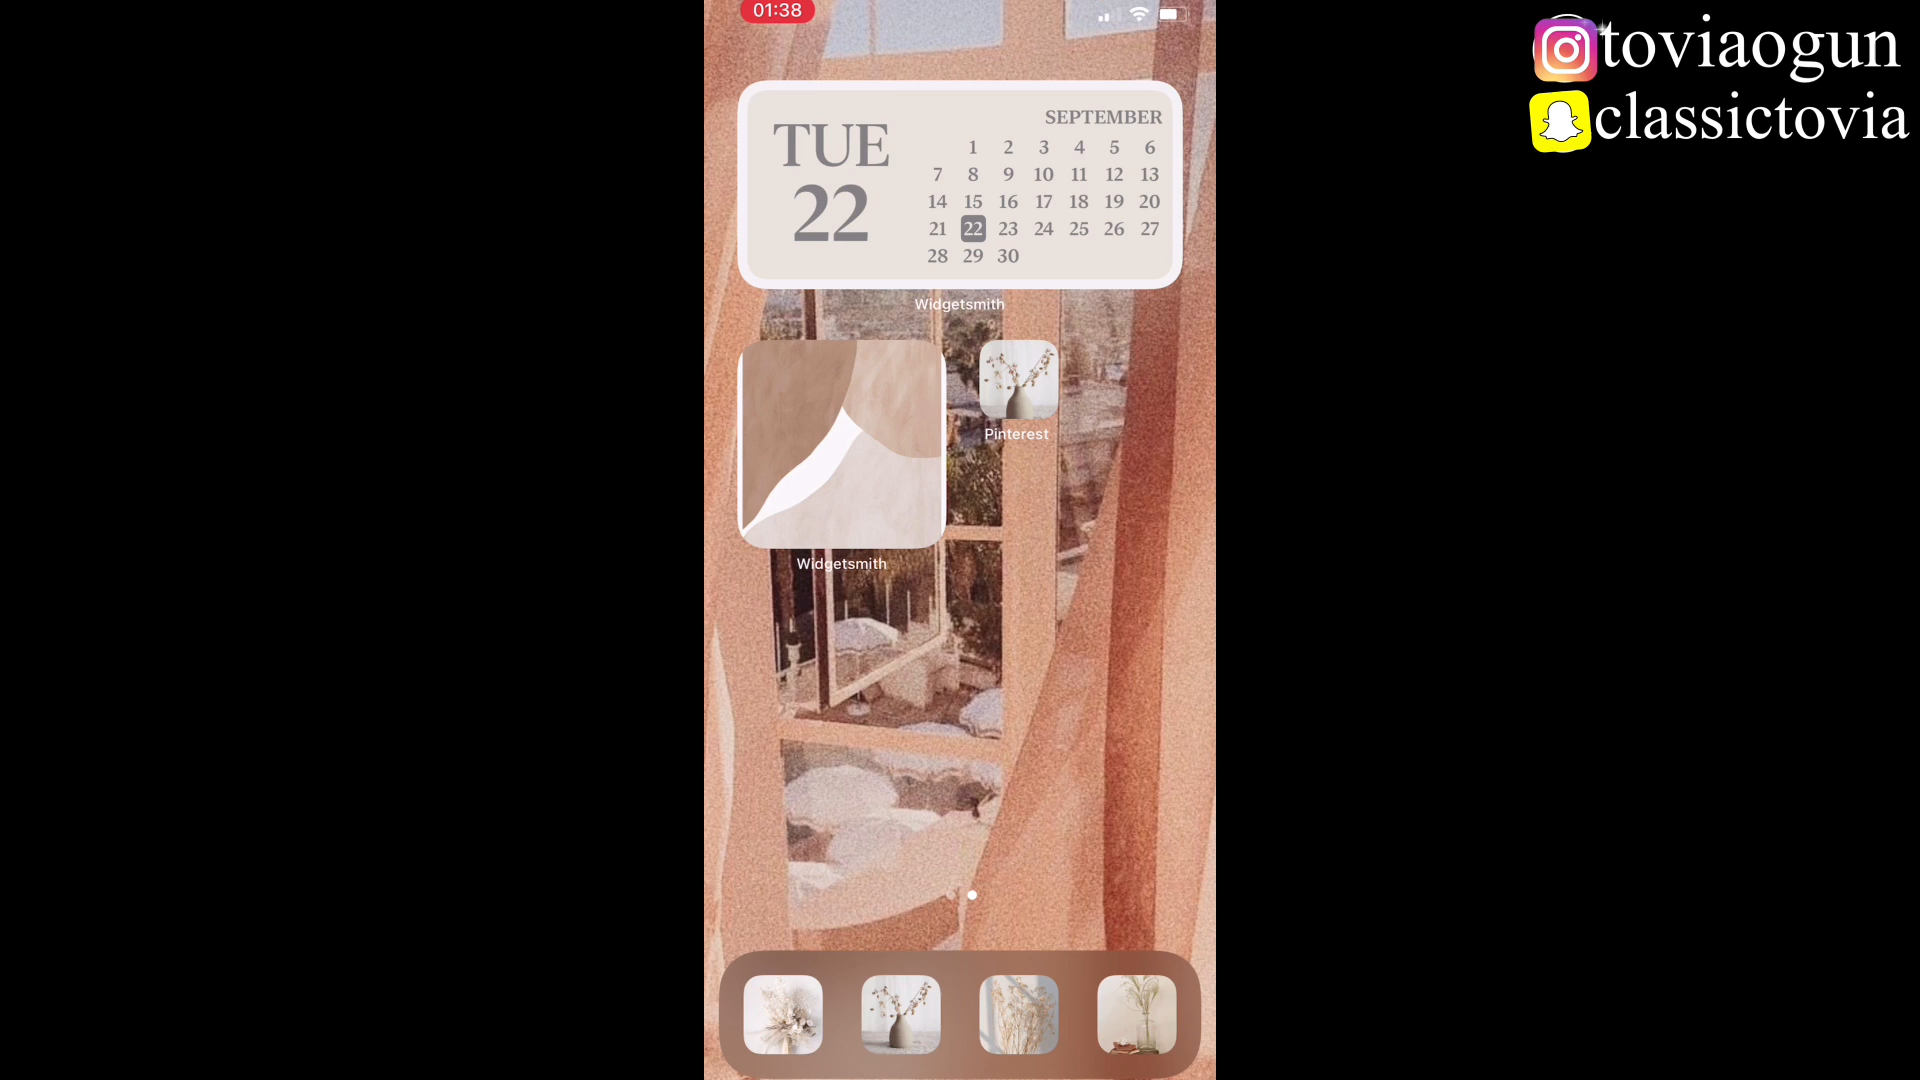 01:38
toviaogun
classictovia
SEPTEMBER
TUE
22
1 2 3 4 5 6
7 8 9 10 11 12 13
14 15 16 17 18 19 20
21 22 23 24 25 26 27
28 29 30
Widgetsmith
Pinterest
Widgetsmith